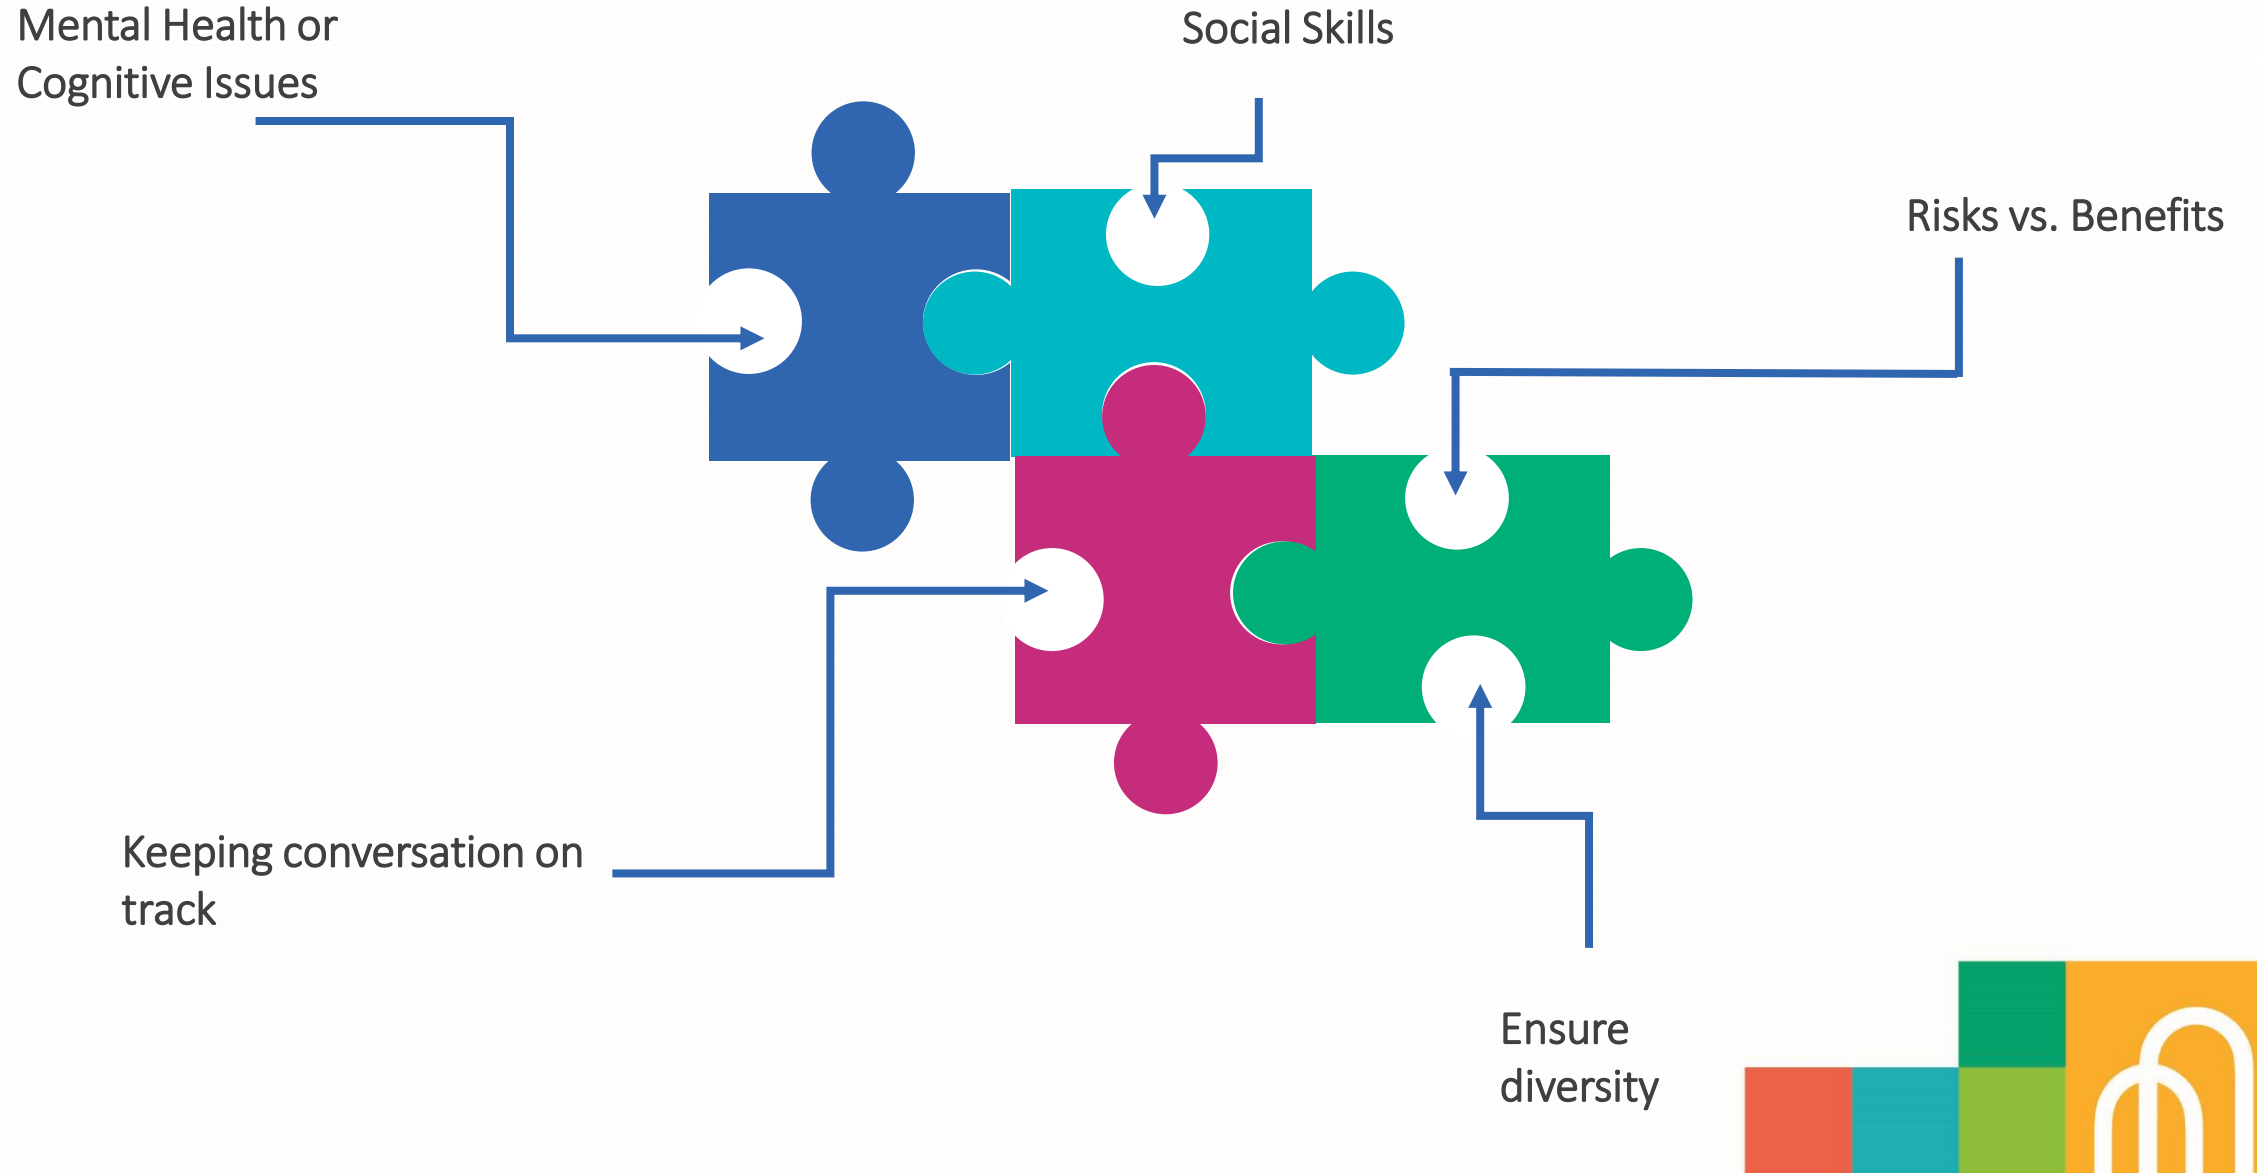 Mental Health or
Cognitive Issues
Social Skills
Risks vs. Benefits
Keeping conversation on
track
Ensure
diversity